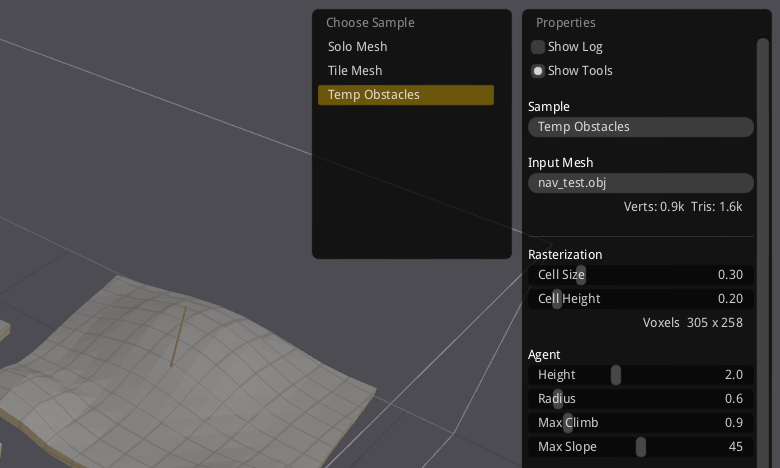 Choose Sample
Solo Mesh
Tile Mesh
Temp Obstacles
Properties
Show Log
Show Tools
Sample
Temp Obstacles
Input Mesh
nav_test.obj
Verts: 0.9k Tris: 1.6k
Rasterization
Cell Size 0.30
Cell Height 0.20
Voxels 305 x 258
Agent
Height 2.0
Radius 0.6
Max Climb 0.9
Max Slope 45